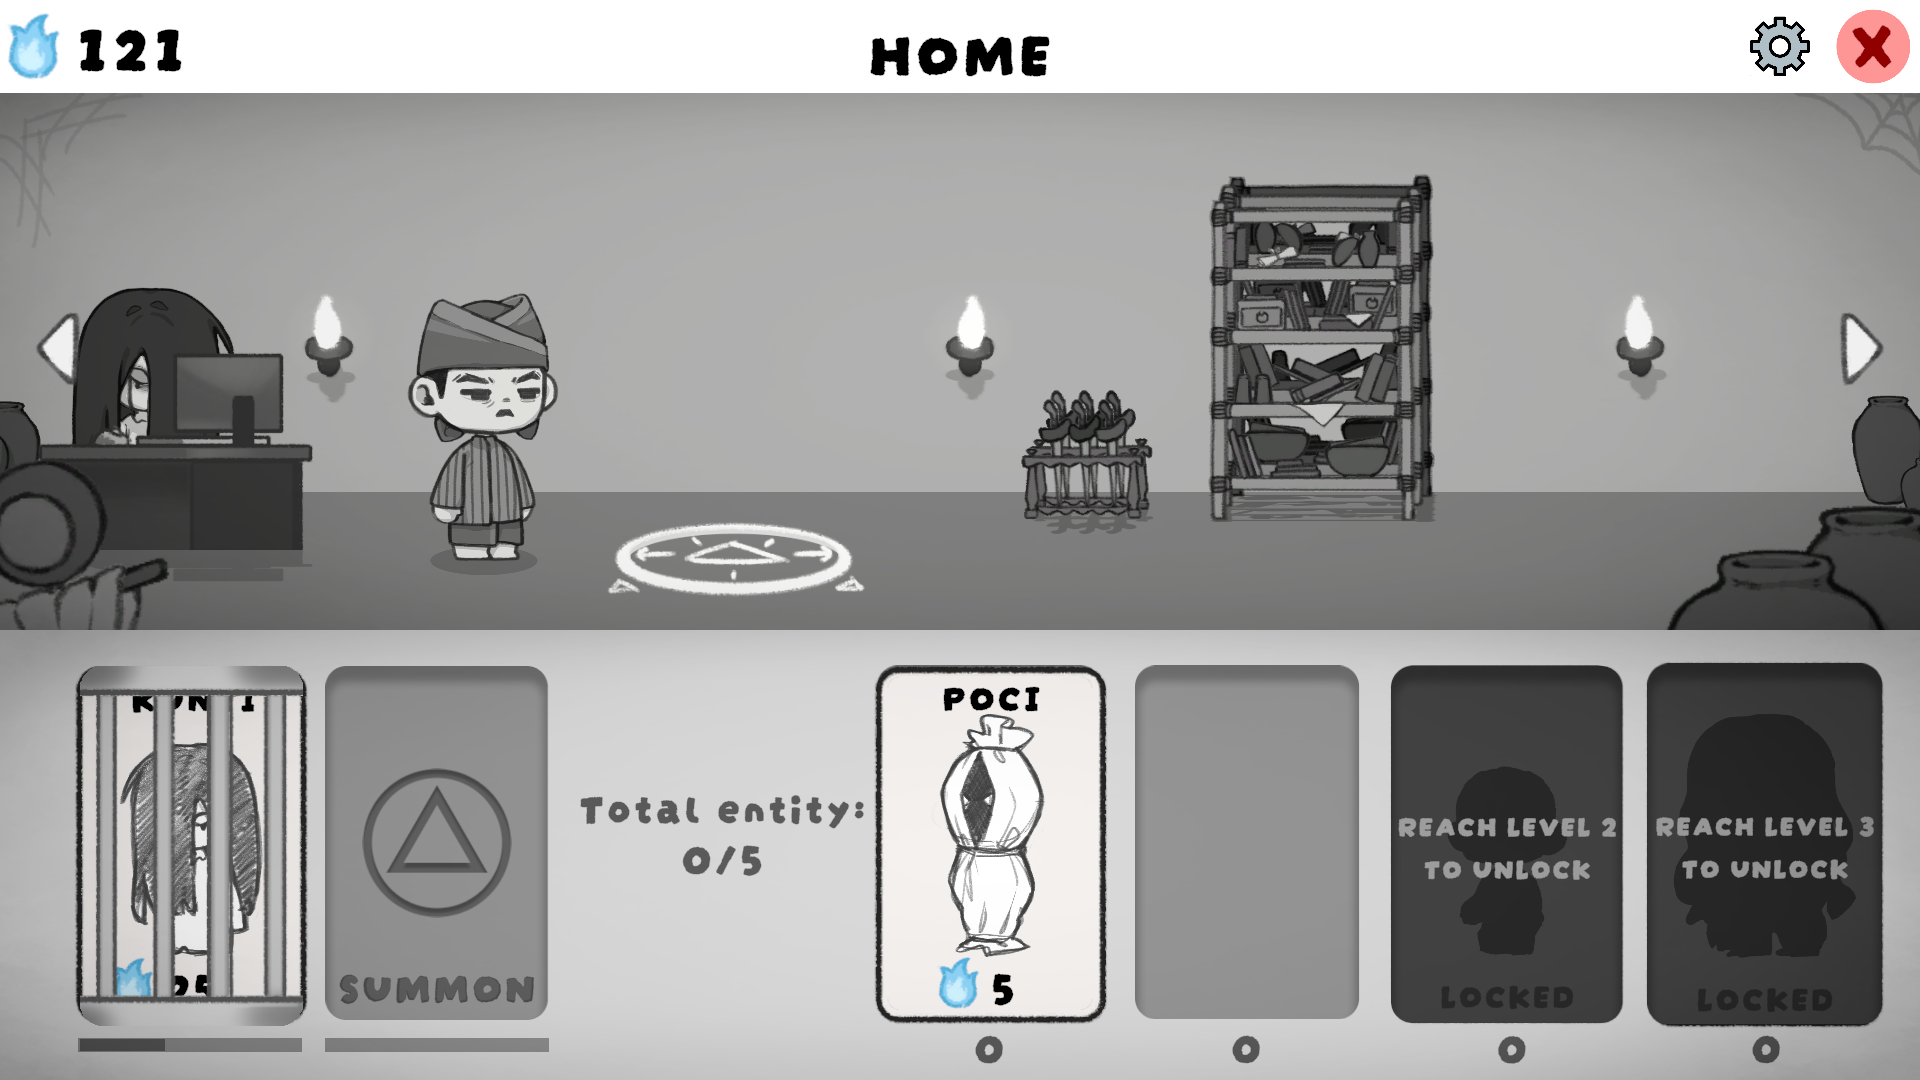 121
HOME
SUMMON
Total entity:
0/5
POCI
5
0
0
REACH LEVEL 2
TO UNLOCK
LOCKED
0
REACH LEVEL 3
TO UNLOCK
LOCKED
0